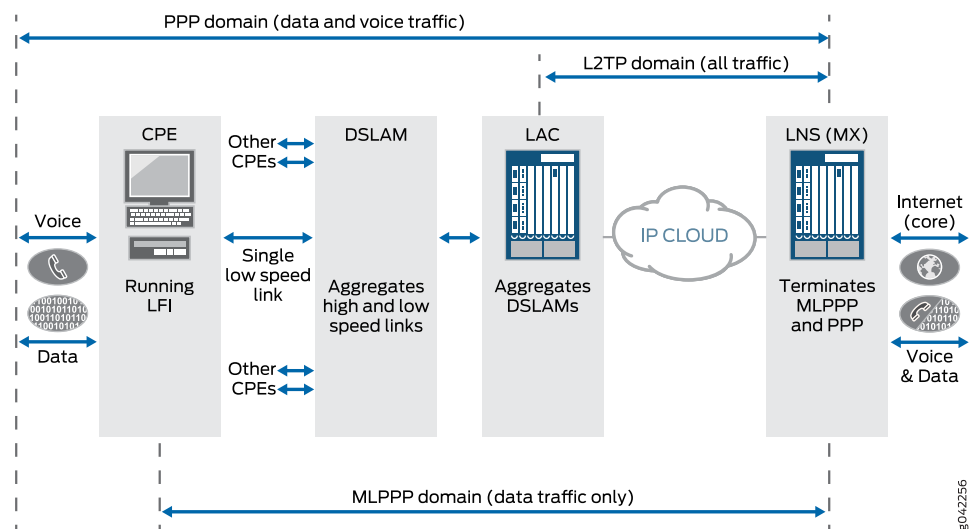 PPP domain (data and voice traffic)
L2TP domain (all traffic)
CPE
Other
CPEs
DSLAM
LAC
LNS (MX)
Voice
Data
Running
LFI
Single
low speed
link
Other
CPEs
Aggregates
high and low
speed links
Aggregates
DSLAMs
IP CLOUD
Terminates
MLPPP
and PPP
Internet
(core)
Voice
& Data
MLPPP domain (data traffic only)
g042256